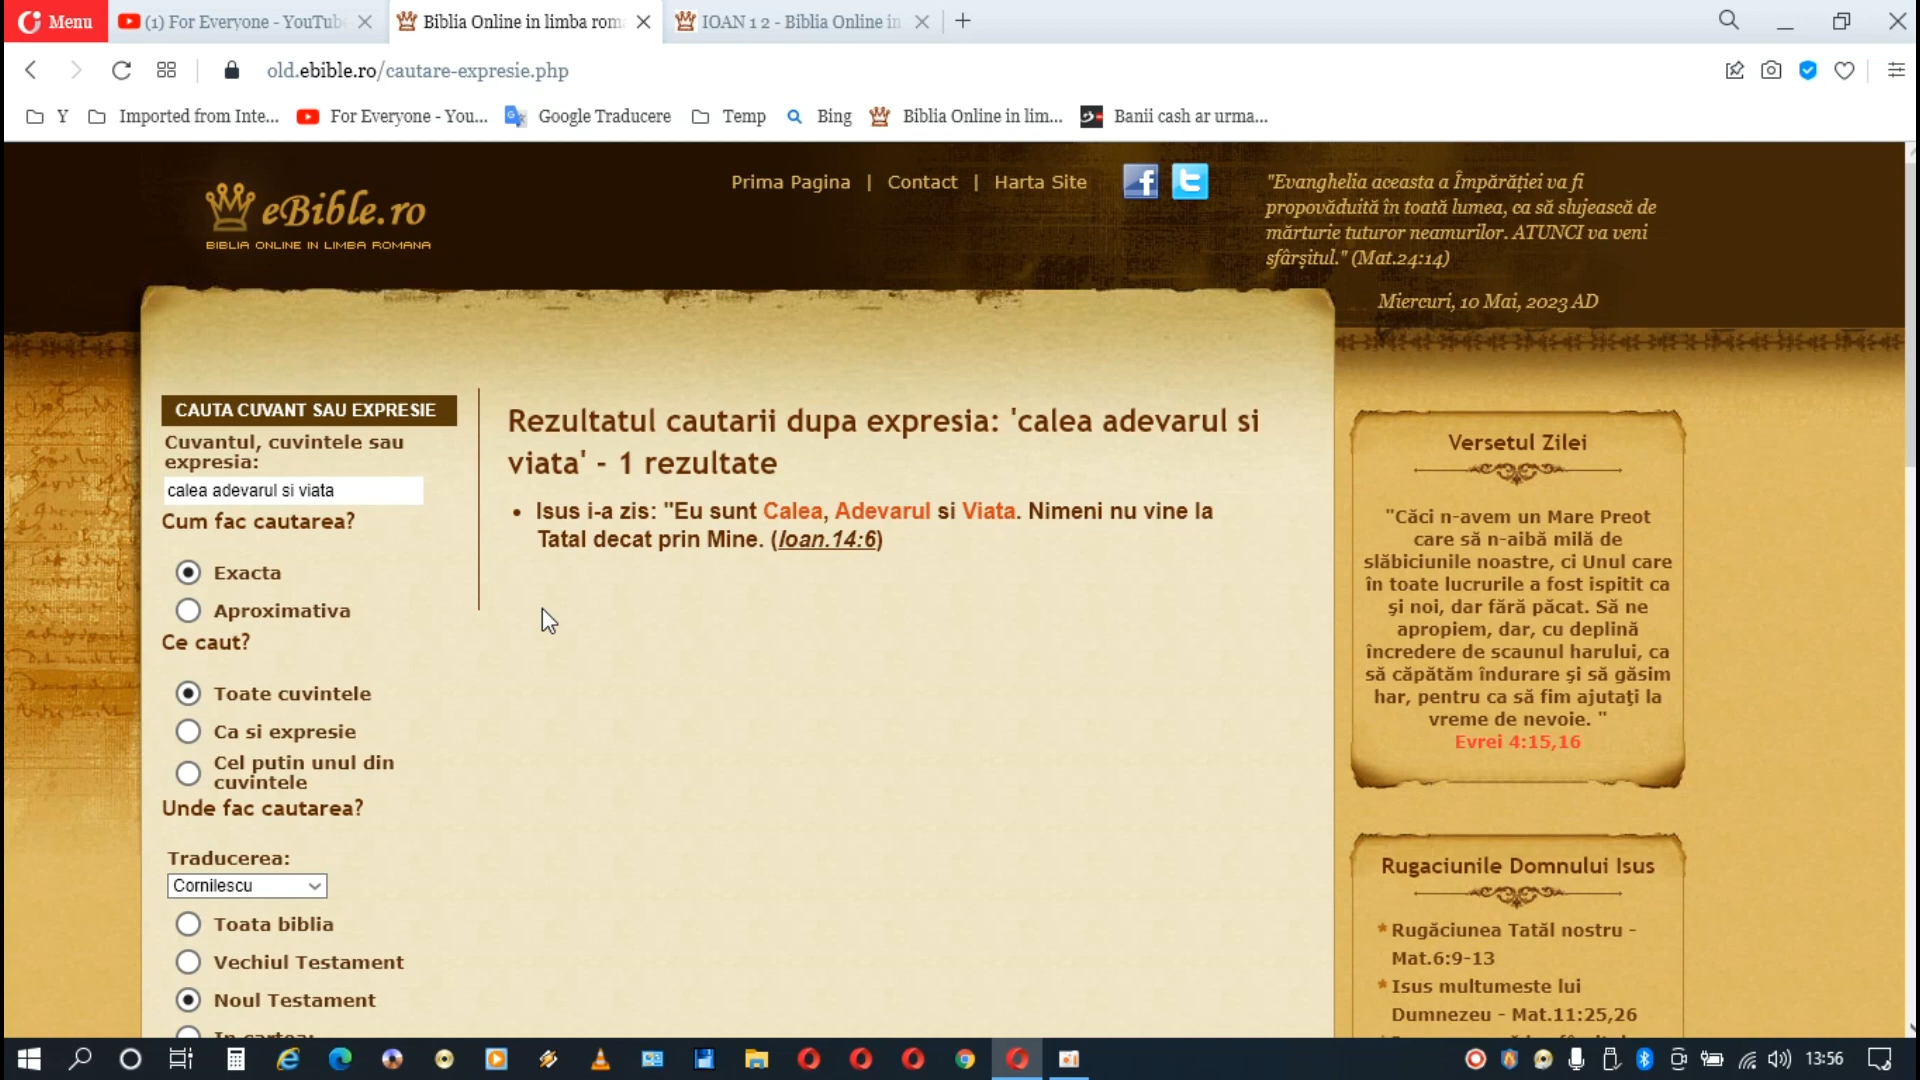 Menu
(1) For Everyone - YouTub
Biblia Online in limba rom
IOAN 1 2 - Biblia Online in
old.ebible.ro/cautare-expresie.php
Y
Imported from Inte...
For Everyone - You...
Google Traducere
Temp
Bing
Biblia Online in lim...
Banii cash ar urma...
eBible.ro
BIBLIA ONLINE IN LIMBA ROMANA
Prima Pagina | Contact | Harta Site
"Evanghelia aceasta a Împărăției va fi
propovăduită în toată lumea, ca să slujească de
mărturie tuturor neamurilor. ATUNCI va veni
sfârșitul." (Mat.24:14)
Miercuri, 10 Mai, 2023 AD
CAUTA CUVANT SAU EXPRESIE
Cuvantul, cuvintele sau
expresia:
calea adevarul si viata
Cum fac cautarea?
Exacta
Aproximativa
Ce caut?
Toate cuvintele
Ca si expresie
Cel putin unul din
cuvintele
Unde fac cautarea?
Traducerea:
Cornilescu
Toata biblia
Vechiul Testament
Noul Testament
In cartea:
Rezultatul cautarii dupa expresia: 'calea adevarul si
viata' - 1 rezultate
Isus i-a zis: "Eu sunt Calea, Adevarul si Viata. Nimeni nu vine la
Tatal decat prin Mine. (Ioan.14:6)
Versetul Zilei
"Căci n-avem un Mare Preot
care să n-aibă milă de
slăbiciunile noastre, ci Unul care
în toate lucrurile a fost ispitit ca
şi noi, dar fără păcat. Să ne
apropiem, dar, cu deplină
încredere de scaunul harului, ca
să căpătăm îndurare şi să găsim
har, pentru ca să fim ajutaţi la
vreme de nevoie. "
Evrei 4:15,16
Rugaciunile Domnului Isus
* Rugăciunea Tatăl nostru -
Mat.6:9-13
* Isus multumeste lui
Dumnezeu - Mat.11:25,26
13:56